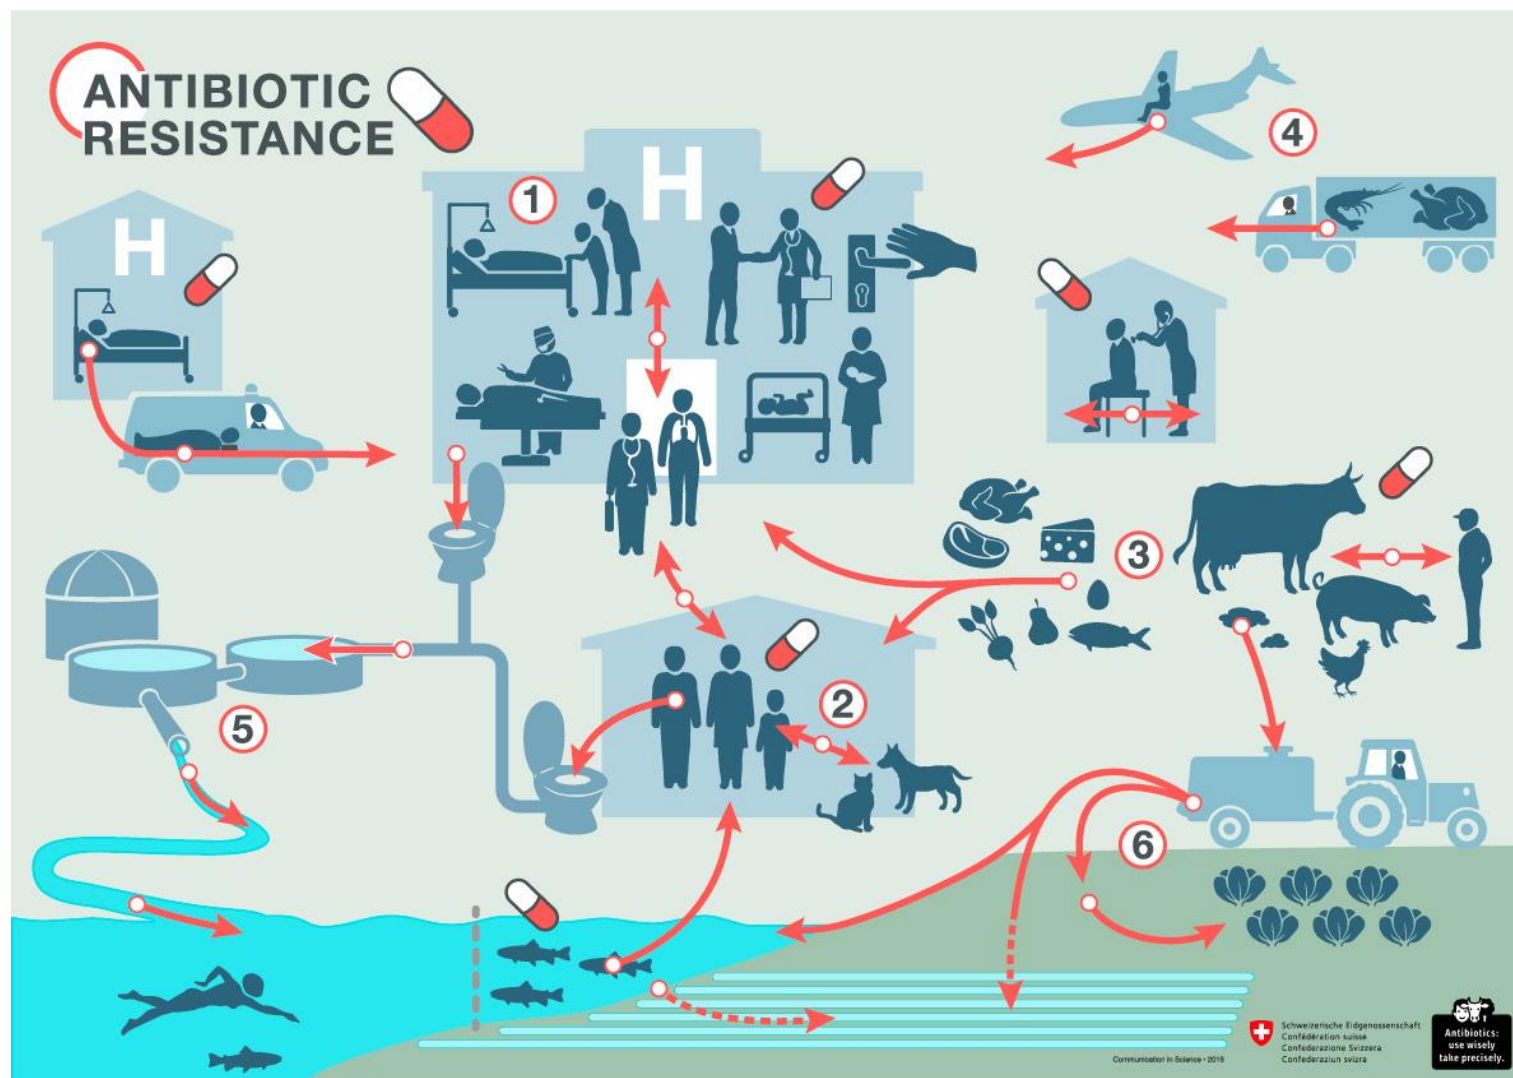 ANTIBIOTIC
RESISTANCE
H
1
H
4
3
2
5
6
Schweizerische Eidgenossenschaft
Confédération suisse
Confederazione Svizzera
Confederaziun svizra
Communication in Science • 2019
Antibiotics:
use wisely
take precisely.